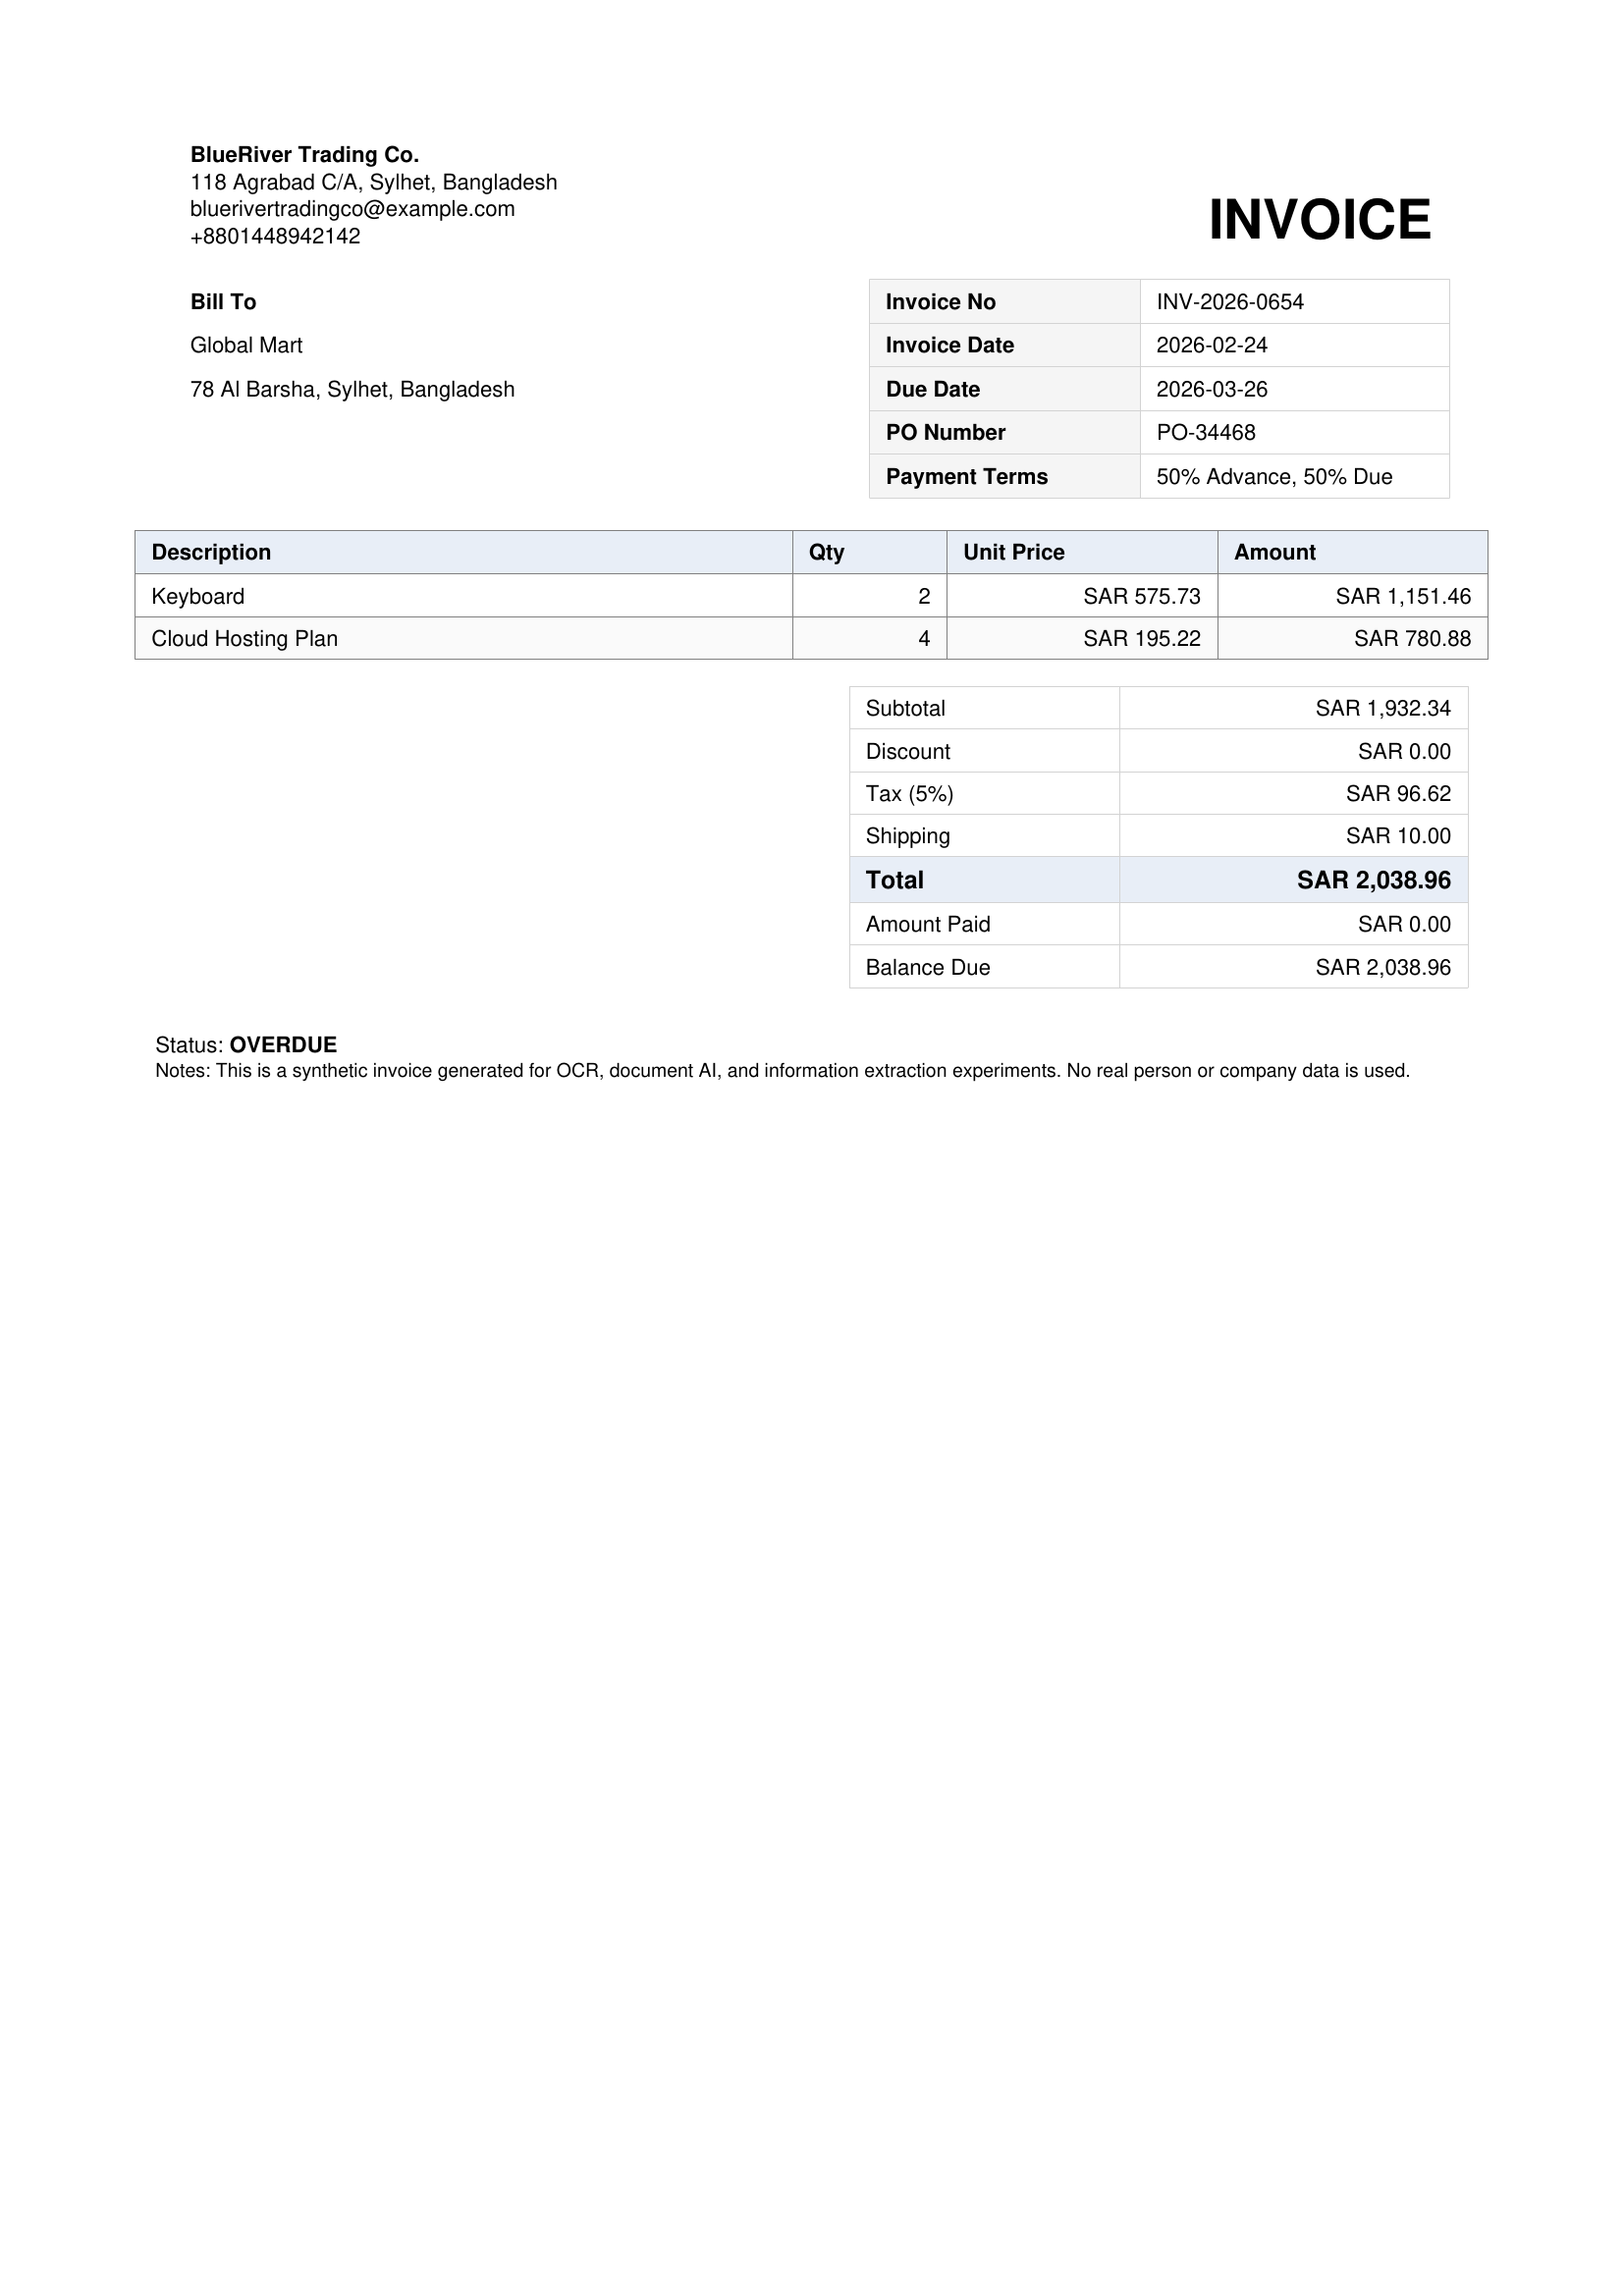 BlueRiver Trading Co.
118 Agrabad C/A, Sylhet, Bangladesh
bluerivertradingco@example.com
+8801448942142
INVOICE
Bill To
Global Mart
78 Al Barsha, Sylhet, Bangladesh
Invoice No INV-2026-0654
Invoice Date 2026-02-24
Due Date 2026-03-26
PO Number PO-34468
Payment Terms 50% Advance, 50% Due
Description Qty Unit Price Amount
Keyboard 2 SAR 575.73 SAR 1,151.46
Cloud Hosting Plan 4 SAR 195.22 SAR 780.88
Subtotal SAR 1,932.34
Discount SAR 0.00
Tax (5%) SAR 96.62
Shipping SAR 10.00
Total SAR 2,038.96
Amount Paid SAR 0.00
Balance Due SAR 2,038.96
Status: OVERDUE
Notes: This is a synthetic invoice generated for OCR, document AI, and information extraction experiments. No real person or company data is used.